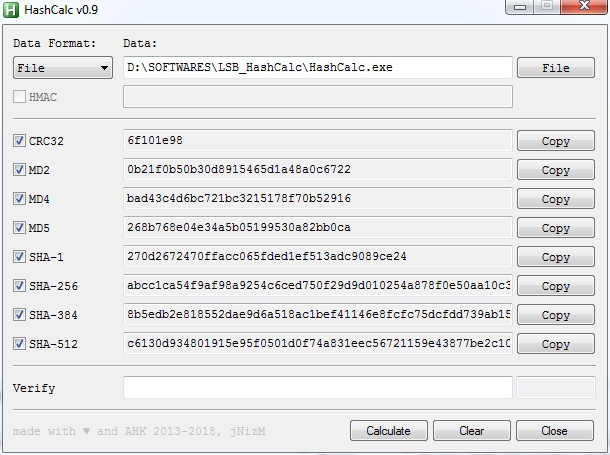 HashCalc v0.9
Data Format: Data:
File D:\SOFTWARES\LSB_HashCalc\HashCalc.exe File
HMAC
CRC32 6f101e98 Copy
MD2 0b21f0b50b30d8915465d1a48a0c6722 Copy
MD4 bad43c4d6bc721bc3215178f70b52916 Copy
MD5 268b768e04e34a5b05199530a82bb0ca Copy
SHA-1 270d2672470ffacc065fded1ef513adc9089ce24 Copy
SHA-256 abcc1ca54f9af98a9254c6ced750f29d9d010254a878f0e50aa10c3 Copy
SHA-384 8b5edb2e818552dae9d6a518ac1bef41146e8fcfc75dcfdd739ab15 Copy
SHA-512 c6130d934801915e95f0501d0f74a831eec56721159e43877be2c10 Copy
Verify
made with ♥ and AHK 2013-2018, jNizM Calculate Clear Close